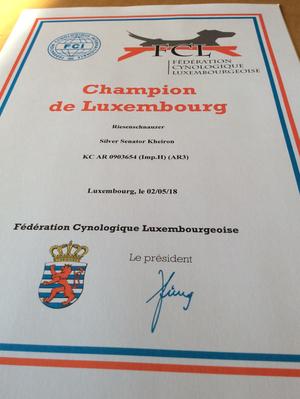 FCI
FCL
FÉDÉRATION
CYNOLOGIQUE
LUXEMBOURGEOISE
Champion
de Luxembourg
Riesenschnauzer
Silver Senator Kheiron
KC AR 0903654 (Imp.H) (AR3)
Luxembourg, le 02/05/18
Fédération Cynologique Luxembourgeoise
Le président